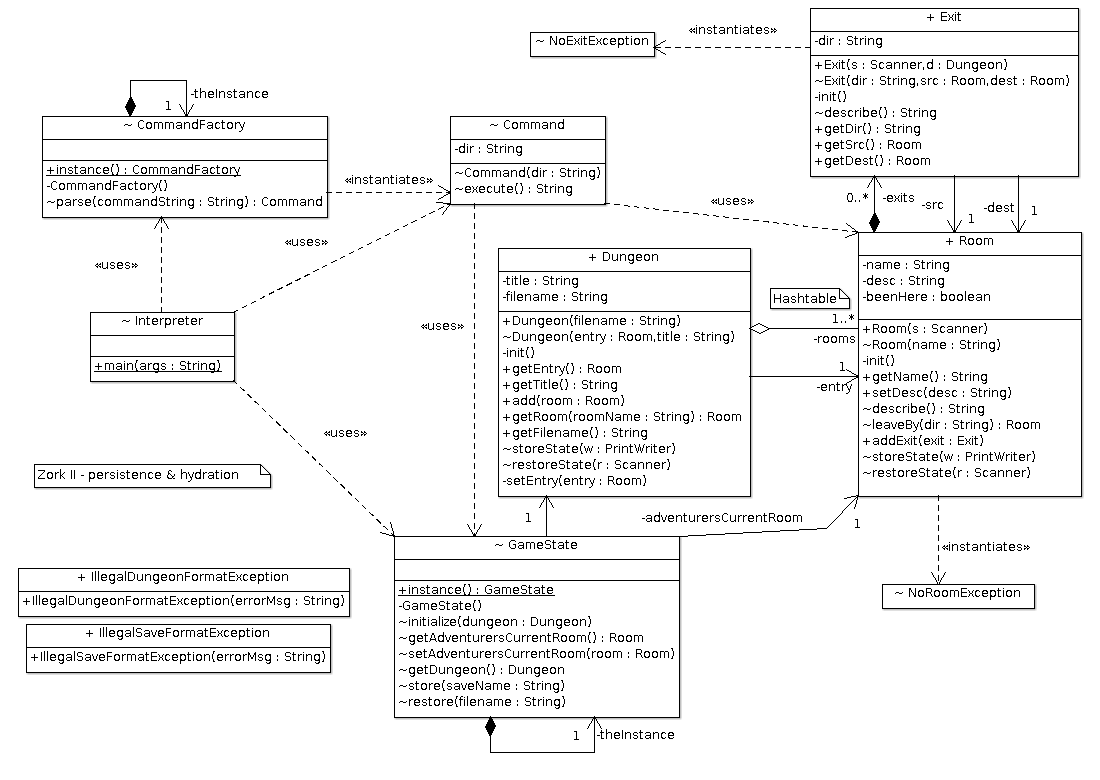 + Exit
-dir : String
+Exit(s : Scanner,d : Dungeon)
~Exit(dir : String,src : Room,dest : Room)
-init()
~describe() : String
+getDir() : String
+getSrc() : Room
+getDest() : Room
«instantiates»
~ NoExitException
-theInstance
1
~ CommandFactory
+instance() : CommandFactory
-CommandFactory()
~parse(commandString : String) : Command
«instantiates»
~ Command
-dir : String
~Command(dir : String)
~execute() : String
«uses»
0..*
-exits
-src
1
-dest
1
+ Room
-name : String
-desc : String
-beenHere : boolean
+Room(s : Scanner)
~Room(name : String)
-init()
+getName() : String
+setDesc(desc : String)
~describe() : String
~leaveBy(dir : String) : Room
+addExit(exit : Exit)
~storeState(w : PrintWriter)
~restoreState(r : Scanner)
«uses»
«uses»
«uses»
+ Dungeon
-title : String
-filename : String
+Dungeon(filename : String)
~Dungeon(entry : Room,title : String)
-init()
+getEntry() : Room
+getTitle() : String
+add(room : Room)
+getRoom(roomName : String) : Room
+getFilename() : String
~storeState(w : PrintWriter)
~restoreState(r : Scanner)
-setEntry(entry : Room)
Hashtable
1..*
-rooms
1
-entry
~ Interpreter
+main(args : String)
«uses»
Zork II - persistence & hydration
1
-adventurersCurrentRoom
1
«instantiates»
~ NoRoomException
~ GameState
+instance() : GameState
-GameState()
~initialize(dungeon : Dungeon)
~getAdventurersCurrentRoom() : Room
~setAdventurersCurrentRoom(room : Room)
~getDungeon() : Dungeon
~store(saveName : String)
~restore(filename : String)
1
-theInstance
+ IllegalDungeonFormatException
+IllegalDungeonFormatException(errorMsg : String)
+ IllegalSaveFormatException
+IllegalSaveFormatException(errorMsg : String)